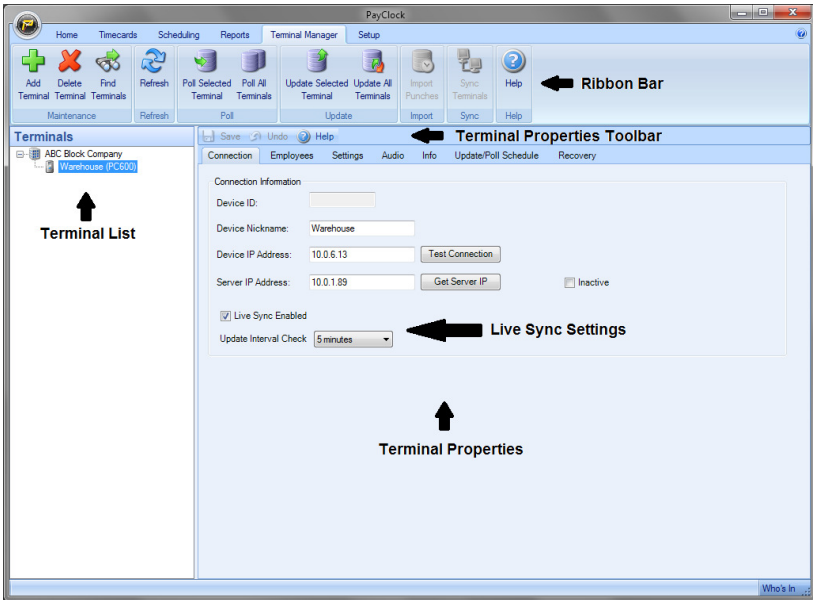 PayClock
Home Timecards Scheduling Reports Terminal Manager Setup
Add Terminal Delete Terminal Find Terminals Refresh Poll Selected Terminal Poll All Terminals Update Selected Terminal Update All Terminals Import Punches Sync Terminals Help
Ribbon Bar
Maintenance Refresh Poll Update Import Sync Help
Terminals
Save Undo Help
Terminal Properties Toolbar
ABC Block Company
Warehouse (PC600)
Terminal List
Connection Employees Settings Audio Info Update/Poll Schedule Recovery
Connection Information
Device ID:
Device Nickname: Warehouse
Device IP Address: 10.0.6.13 Test Connection
Server IP Address: 10.0.1.89 Get Server IP Inactive
Live Sync Enabled
Update Interval Check 5 minutes
Live Sync Settings
Terminal Properties
Who's In